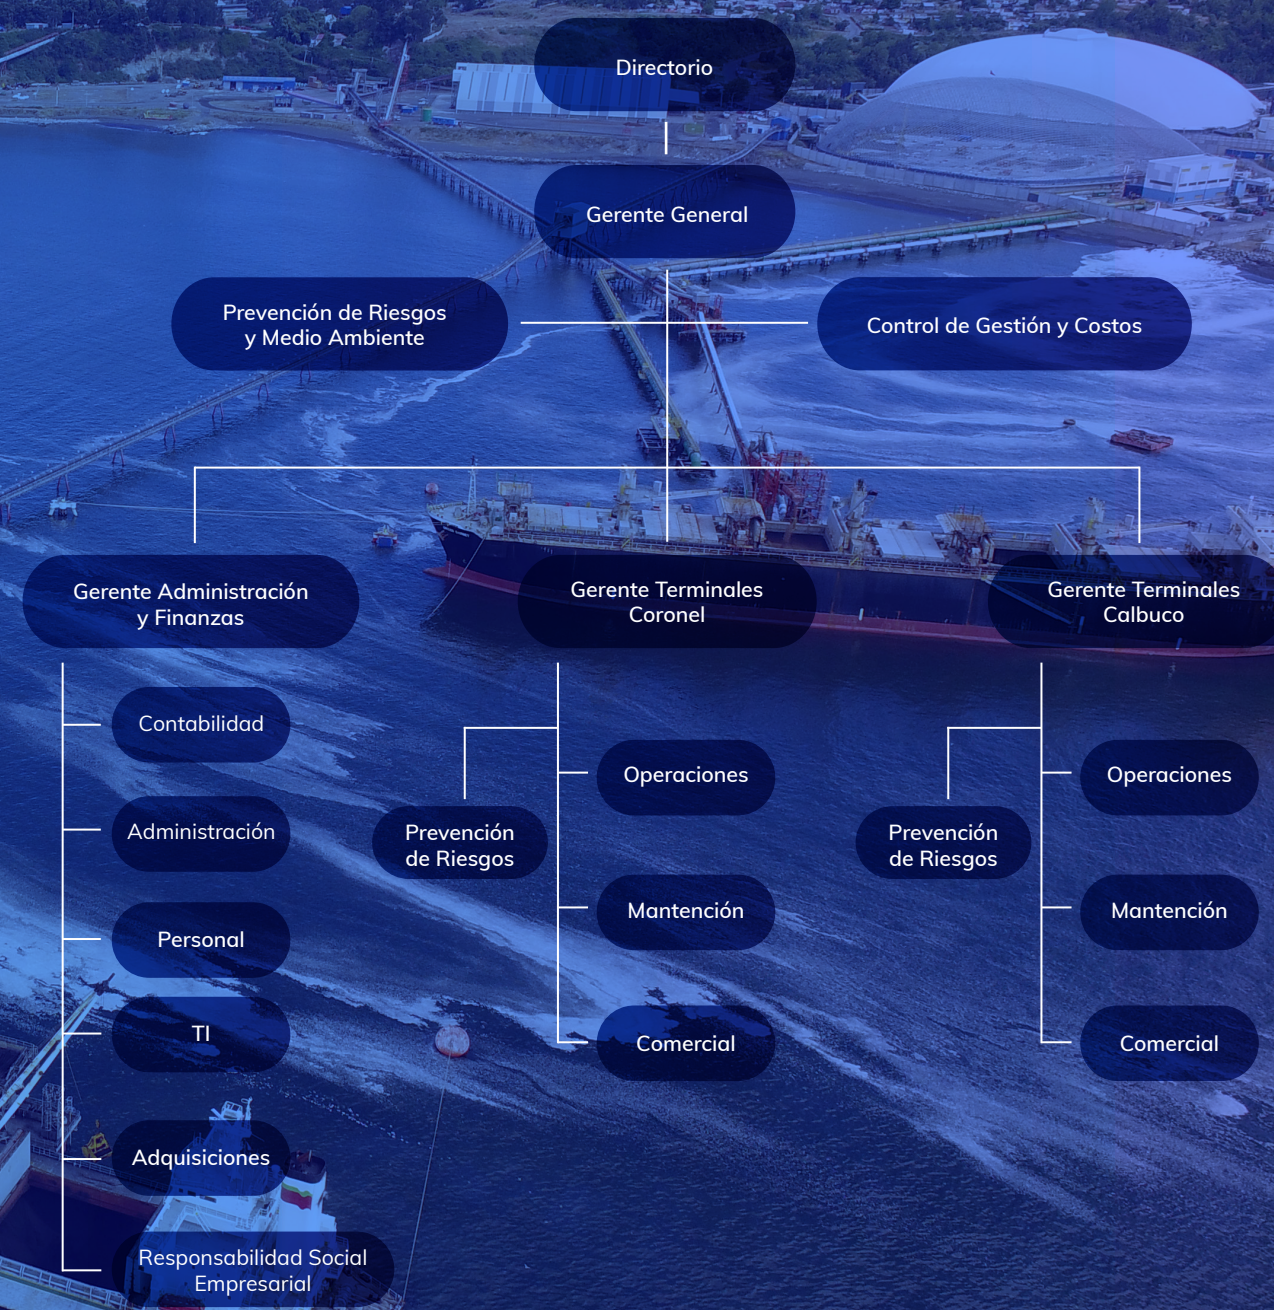 Directorio
Gerente General
Prevención de Riesgos
y Medio Ambiente
Control de Gestión y Costos
Gerente Administración
y Finanzas
Gerente Terminales
Coronel
Gerente Terminales
Calbuco
Contabilidad
Administración
Personal
TI
Adquisiciones
Responsabilidad Social
Empresarial
Prevención
de Riesgos
Operaciones
Mantención
Comercial
Prevención
de Riesgos
Operaciones
Mantención
Comercial